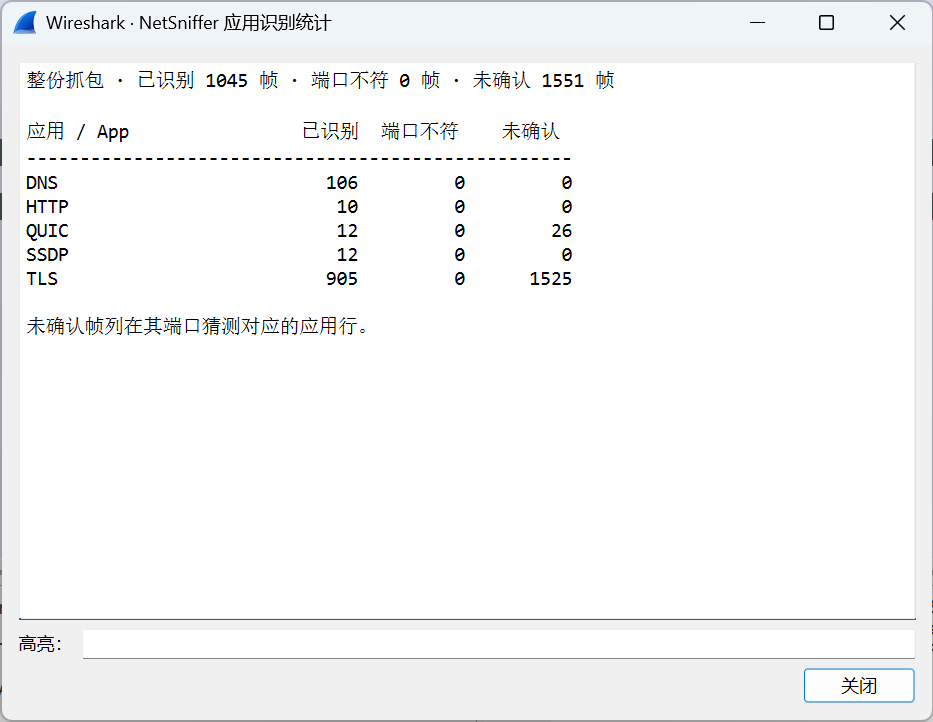 Wireshark · NetSniffer 应用识别统计
整份抓包 · 已识别 1045 帧 · 端口不符 0 帧 · 未确认 1551 帧
应用 / App 已识别 端口不符 未确认
-----------------------------------------------------
DNS 106 0 0
HTTP 10 0 0
QUIC 12 0 26
SSDP 12 0 0
TLS 905 0 1525
未确认帧列在其端口猜测对应的应用行。
高亮：
关闭